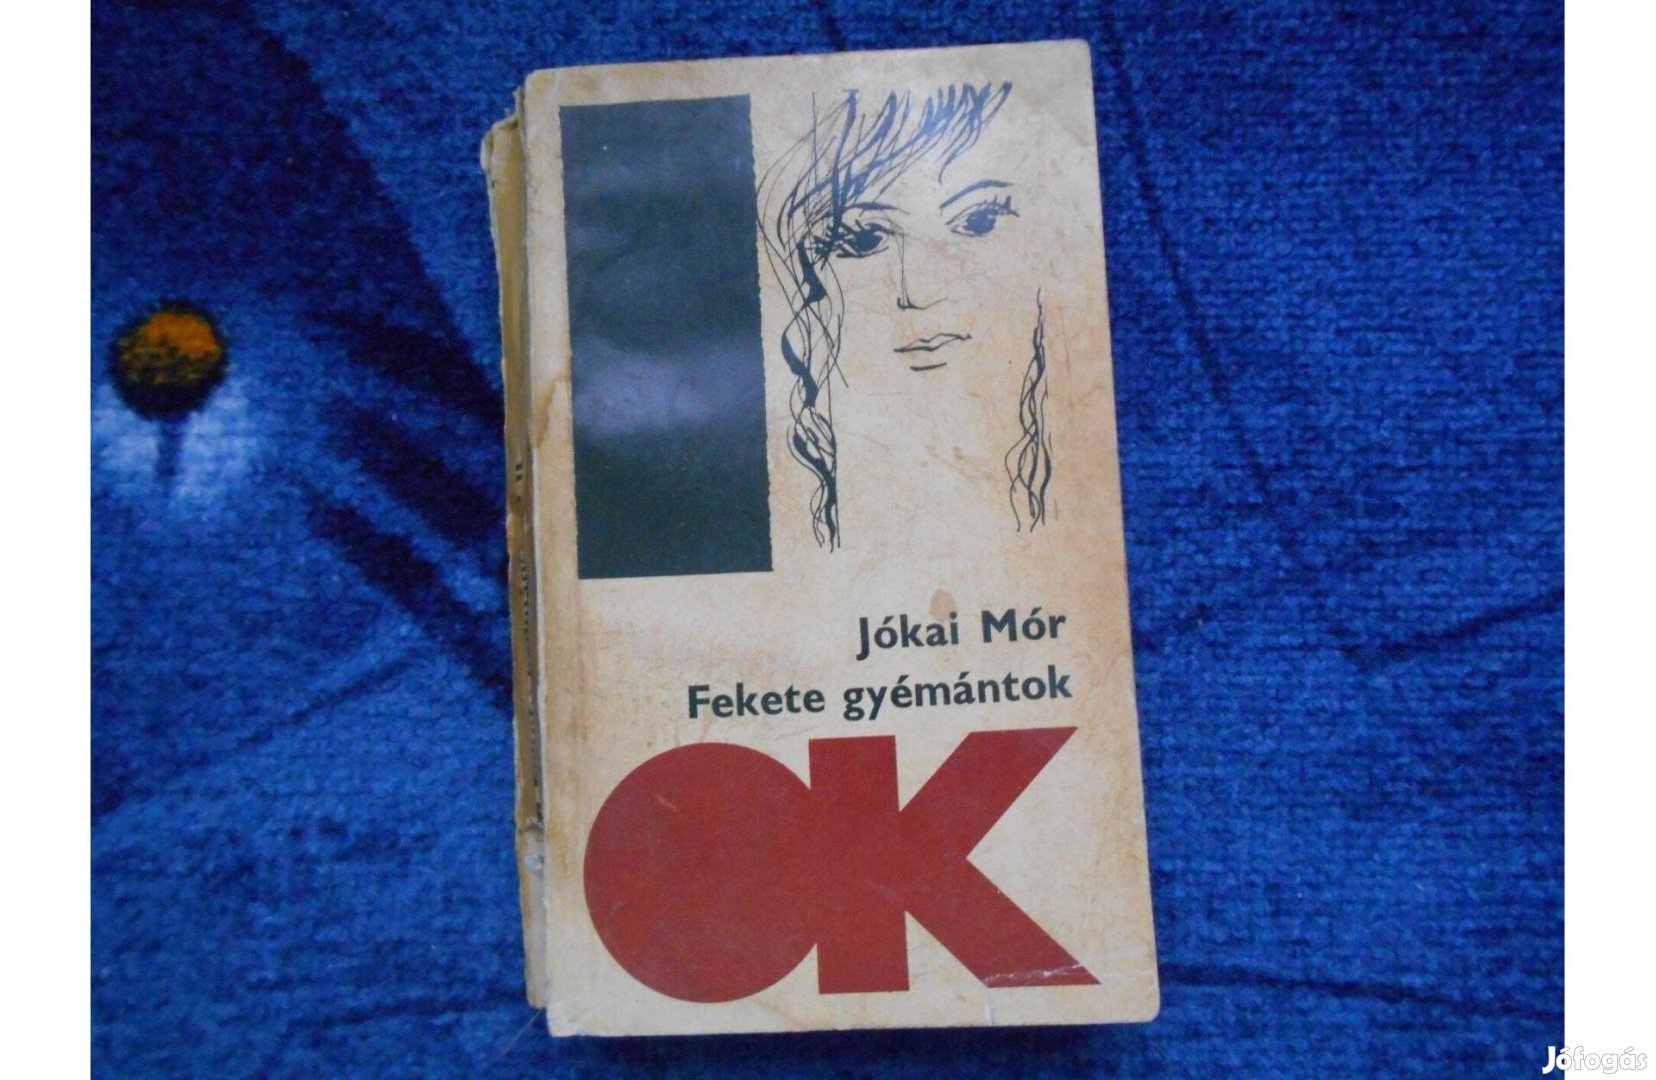 Jókai Mór
Fekete gyémántok
OK
Jófogás